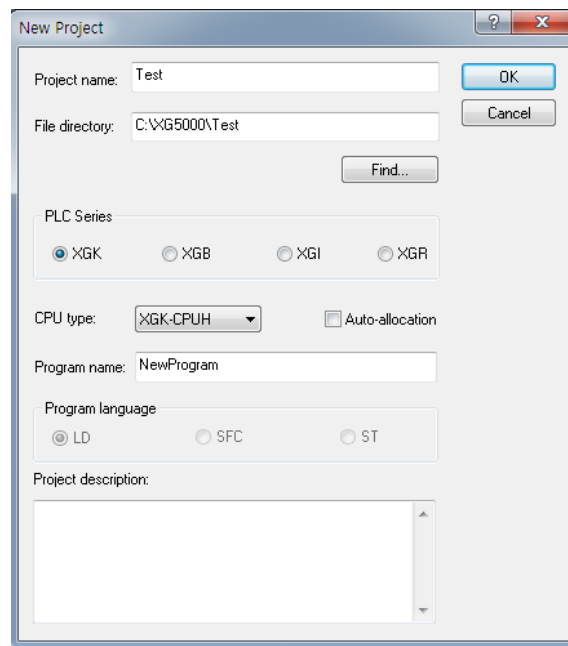 New Project
Project name: Test
OK
File directory: C:\XG5000\Test
Cancel
Find...
PLC Series
XGK XGB XGI XGR
CPU type: XGK-CPUH Auto-allocation
Program name: NewProgram
Program language
LD SFC ST
Project description: